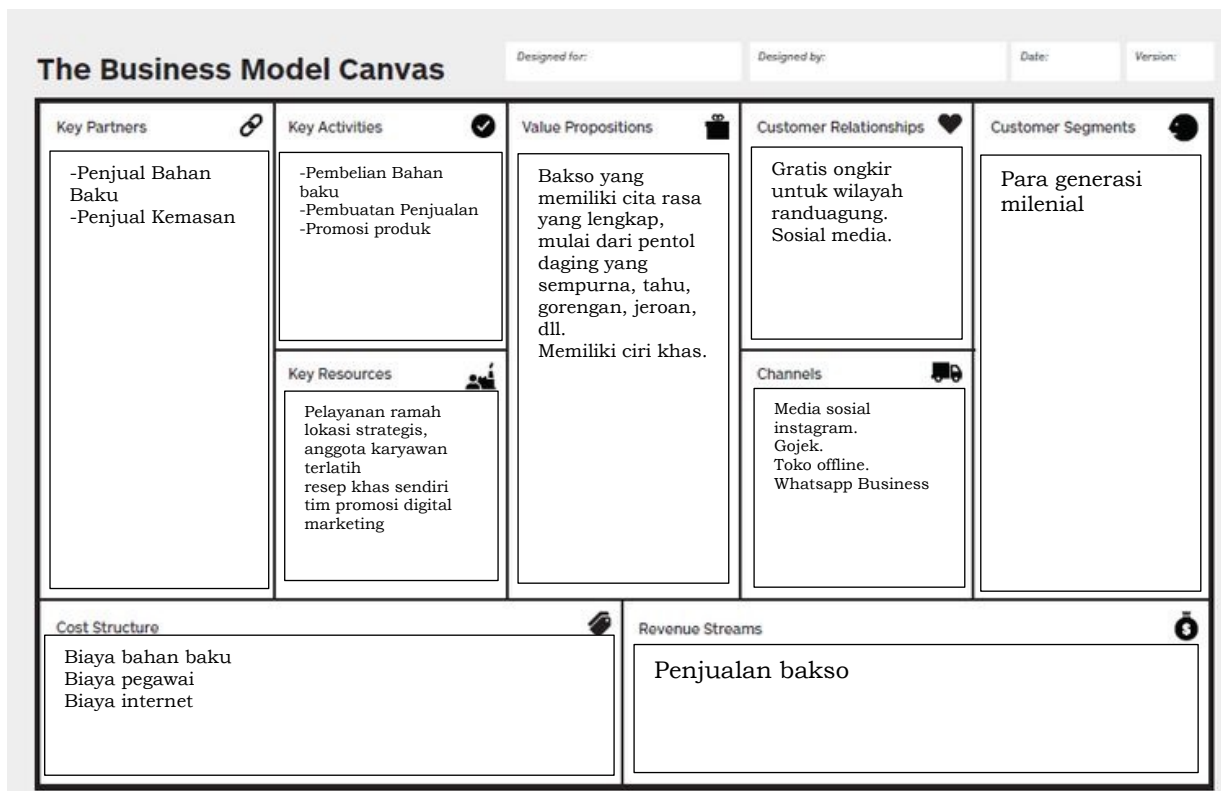 The Business Model Canvas
Designed for:
Designed by:
Date:
Version:
Key Partners
-Penjual Bahan
Baku
-Penjual Kemasan
Key Activities
-Pembelian Bahan
baku
-Pembuatan Penjualan
-Promosi produk
Key Resources
Pelayanan ramah
lokasi strategis,
anggota karyawan
terlatih
resep khas sendiri
tim promosi digital
marketing
Value Propositions
Bakso yang
memiliki cita rasa
yang lengkap,
mulai dari pentol
daging yang
sempurna, tahu,
gorengan, jeroan,
dll.
Memiliki ciri khas.
Customer Relationships
Gratis ongkir
untuk wilayah
randuagung.
Sosial media.
Channels
Media sosial
instagram.
Gojek.
Toko offline.
Whatsapp Business
Customer Segments
Para generasi
milenial
Cost Structure
Biaya bahan baku
Biaya pegawai
Biaya internet
Revenue Streams
Penjualan bakso